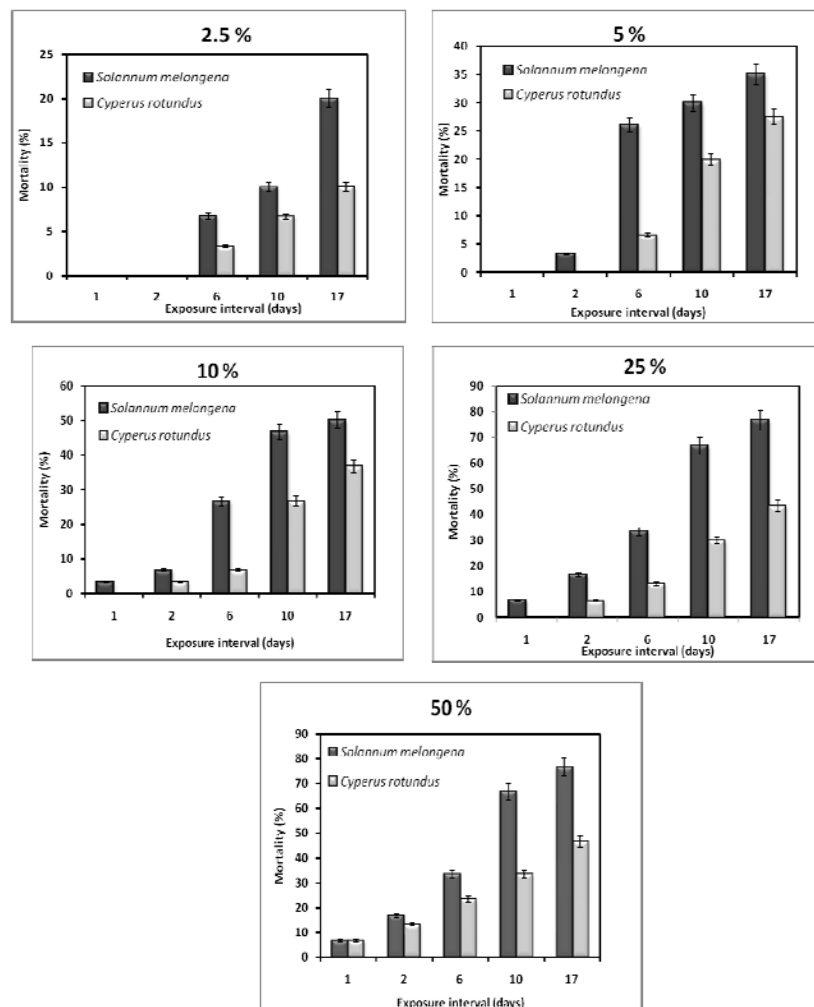 2.5 %
25
20
15
10
5
0
Mortality (%)
Solannum melongena
Cyperus rotundus
1 2 6 10 17
Exposure interval (days)
5 %
40
35
30
25
20
15
10
5
0
Mortality (%)
Solannum melongena
Cyperus rotundus
1 2 6 10 17
Exposure interval (days)
10 %
60
50
40
30
20
10
0
Mortality (%)
Solannum melongena
Cyperus rotundus
1 2 6 10 17
Exposure interval (days)
25 %
90
80
70
60
50
40
30
20
10
0
Mortality (%)
Solannum melongena
Cyperus rotundus
1 2 6 10 17
Exposure interval (days)
50 %
90
80
70
60
50
40
30
20
10
0
Mortality (%)
Solannum melongena
Cyperus rotundus
1 2 6 10 17
Exposure interval (days)